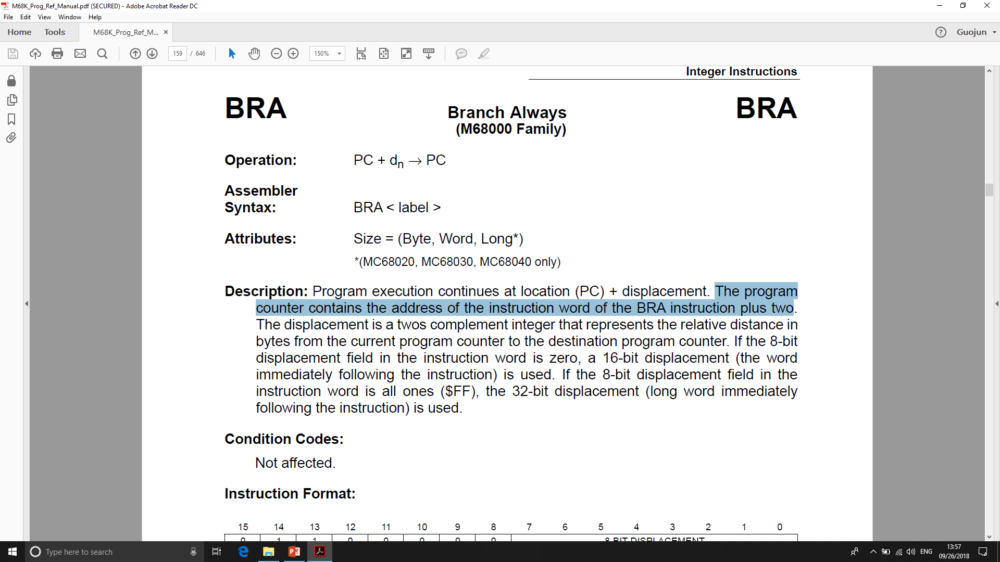 M68K_Prog_Ref_Manual.pdf (SECURED) - Adobe Acrobat Reader DC
File Edit View Window Help
Home Tools M68K_Prog_Ref_M... × ? Guojun
159 / 646 150%
Integer Instructions
BRA Branch Always BRA
(M68000 Family)
Operation: PC + dn → PC
Assembler
Syntax: BRA < label >
Attributes: Size = (Byte, Word, Long*)
*(MC68020, MC68030, MC68040 only)
Description: Program execution continues at location (PC) + displacement. The program
counter contains the address of the instruction word of the BRA instruction plus two.
The displacement is a twos complement integer that represents the relative distance in
bytes from the current program counter to the destination program counter. If the 8-bit
displacement field in the instruction word is zero, a 16-bit displacement (the word
immediately following the instruction) is used. If the 8-bit displacement field in the
instruction word is all ones ($FF), the 32-bit displacement (long word immediately
following the instruction) is used.
Condition Codes:
Not affected.
Instruction Format:
15 14 13 12 11 10 9 8 7 6 5 4 3 2 1 0
0 1 1 0 0 0 0 0 8-BIT DISPLACEMENT
Type here to search
ENG
13:57
09/26/2018